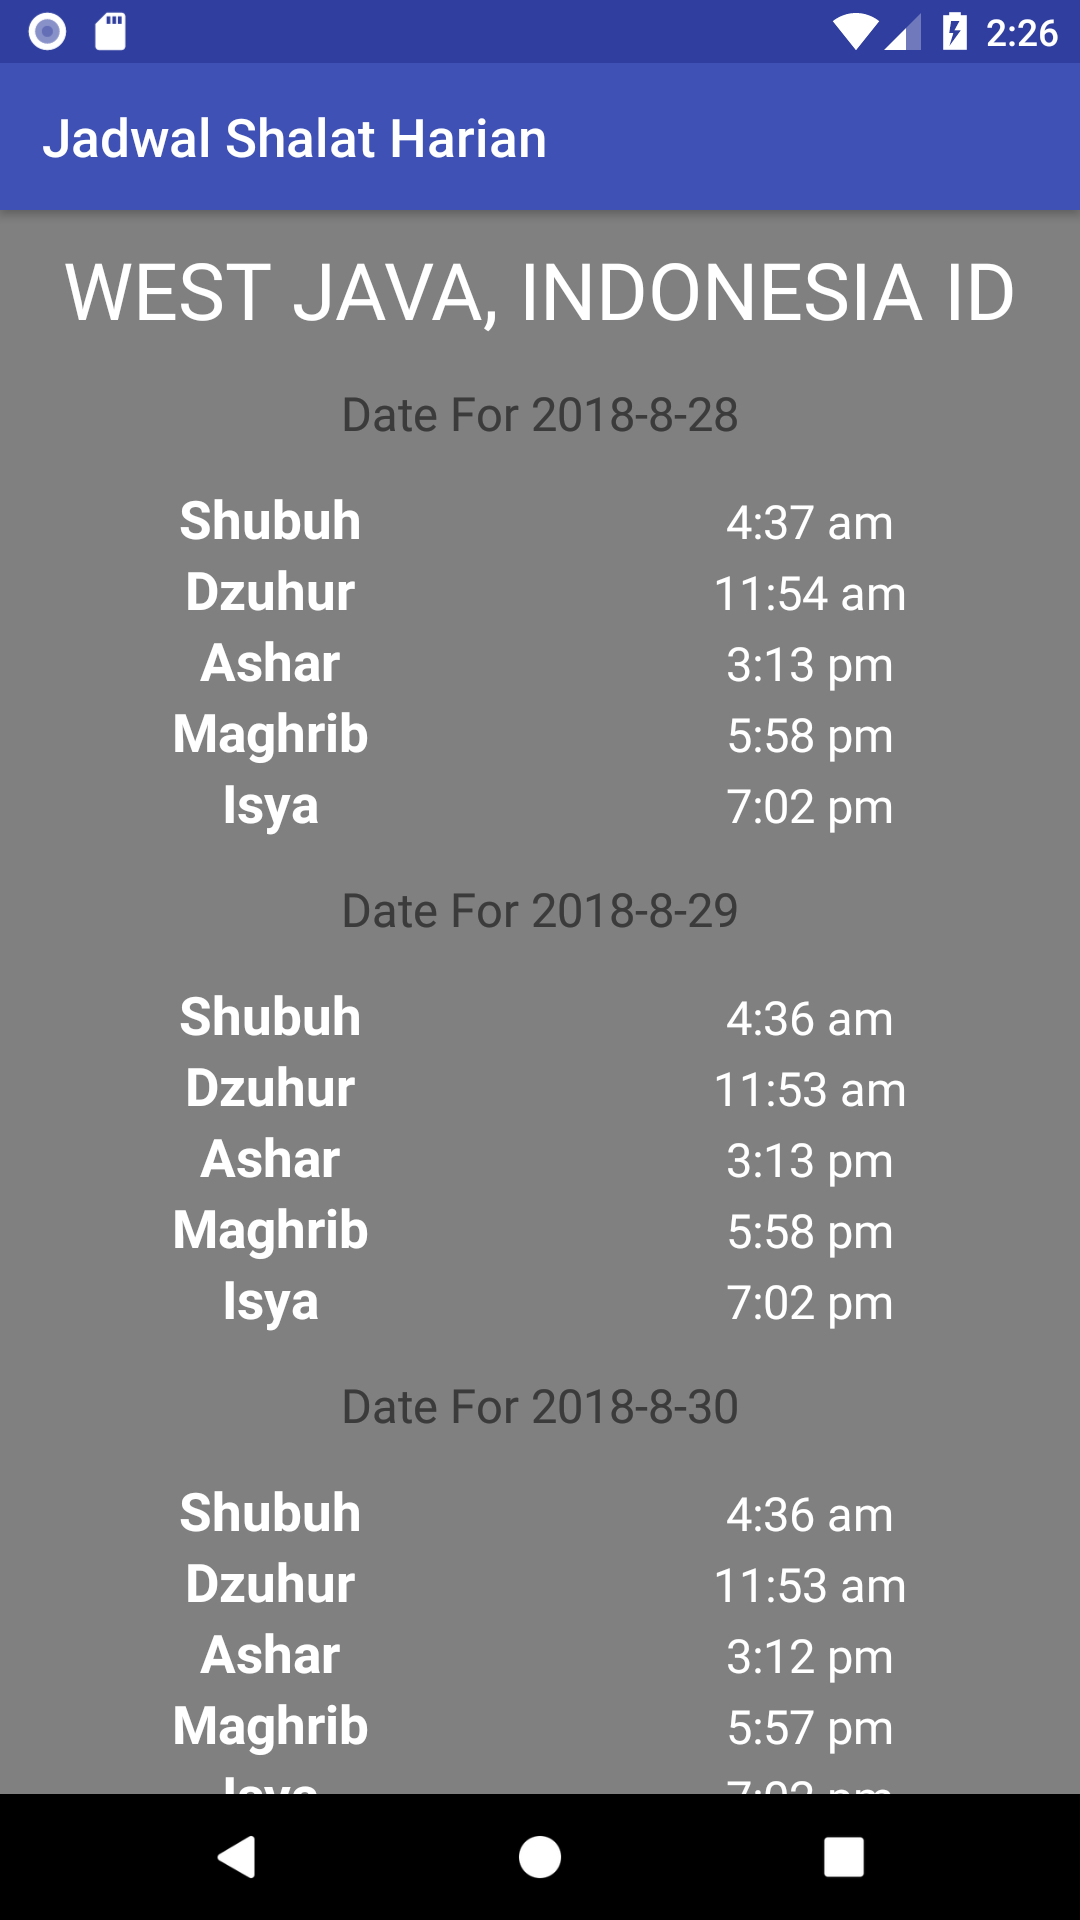 2:26
Jadwal Shalat Harian
WEST JAVA, INDONESIA ID
Date For 2018-8-28
Shubuh 4:37 am
Dzuhur 11:54 am
Ashar 3:13 pm
Maghrib 5:58 pm
Isya 7:02 pm
Date For 2018-8-29
Shubuh 4:36 am
Dzuhur 11:53 am
Ashar 3:13 pm
Maghrib 5:58 pm
Isya 7:02 pm
Date For 2018-8-30
Shubuh 4:36 am
Dzuhur 11:53 am
Ashar 3:12 pm
Maghrib 5:57 pm
Isya